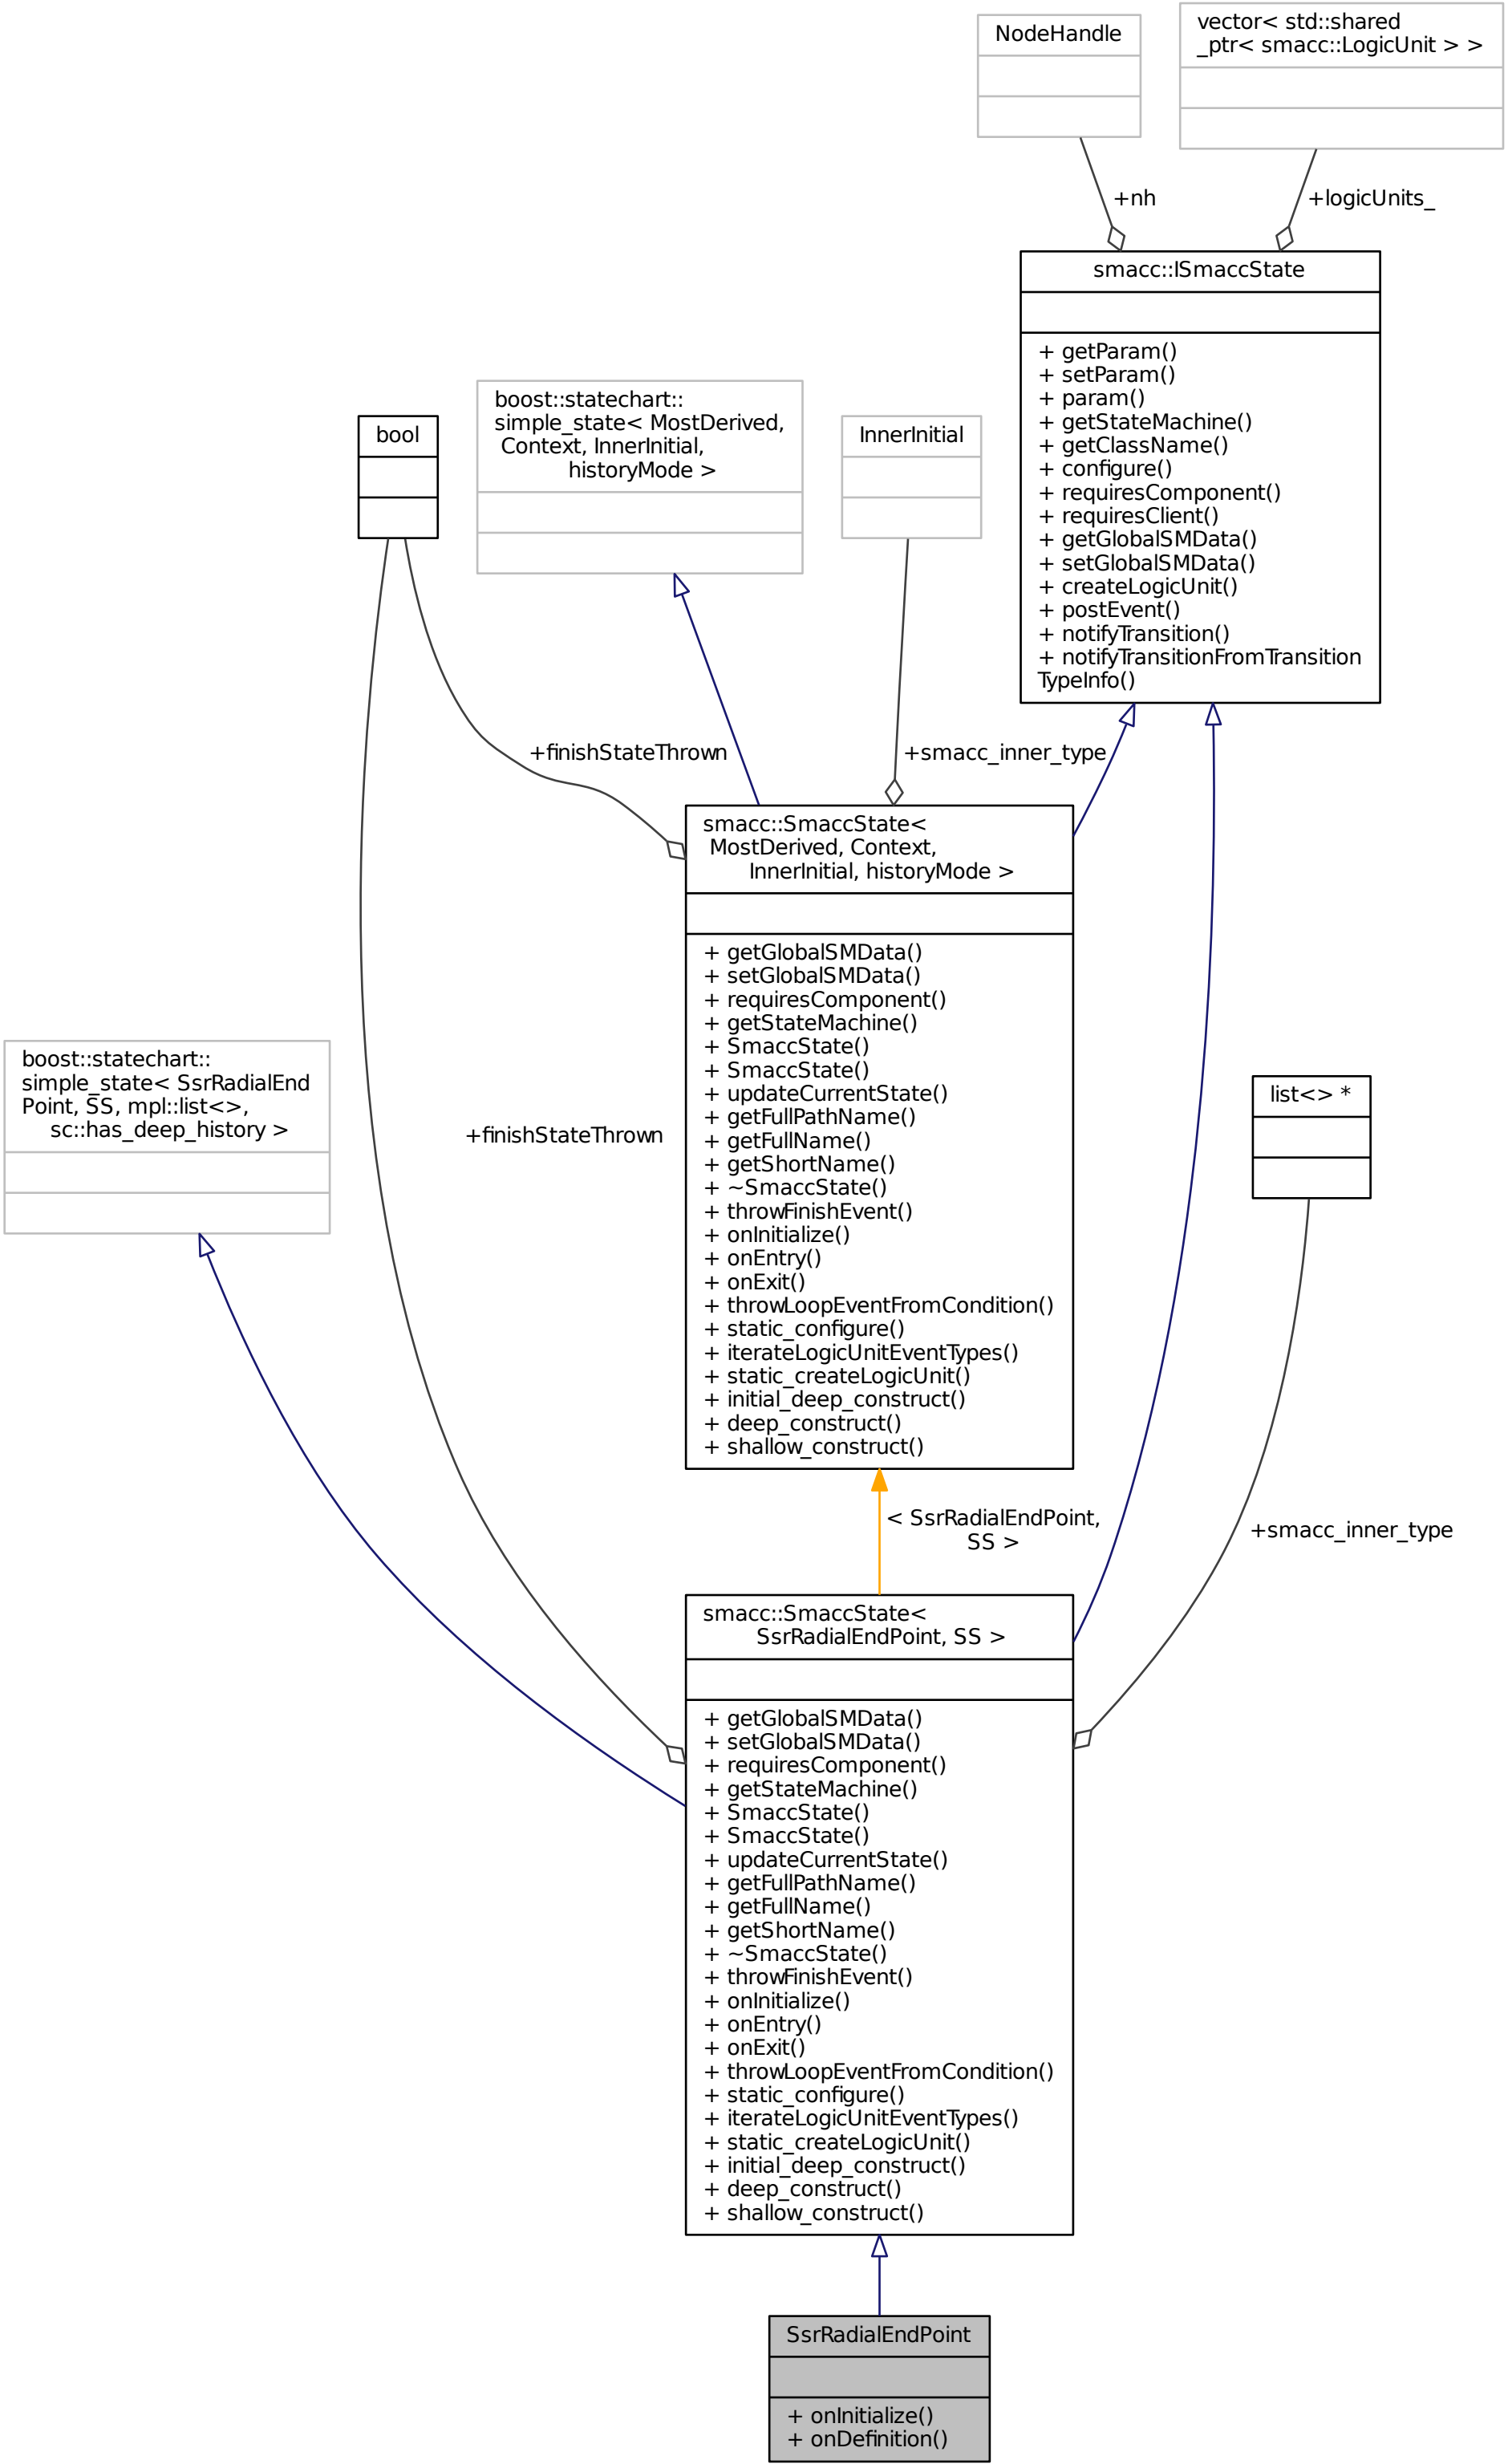 NodeHandle
vector< std::shared
_ptr< smacc::LogicUnit > >
+nh
+logicUnits_
smacc::ISmaccState
+ getParam()
+ setParam()
+ param()
+ getStateMachine()
+ getClassName()
+ configure()
+ requiresComponent()
+ requiresClient()
+ getGlobalSMData()
+ setGlobalSMData()
+ createLogicUnit()
+ postEvent()
+ notifyTransition()
+ notifyTransitionFromTransition
TypeInfo()
bool
boost::statechart::
simple_state< MostDerived,
Context, InnerInitial,
historyMode >
InnerInitial
+finishStateThrown
+smacc_inner_type
smacc::SmaccState<
MostDerived, Context,
InnerInitial, historyMode >
+ getGlobalSMData()
+ setGlobalSMData()
+ requiresComponent()
+ getStateMachine()
+ SmaccState()
+ SmaccState()
+ updateCurrentState()
+ getFullPathName()
+ getFullName()
+ getShortName()
+ ~SmaccState()
+ throwFinishEvent()
+ onInitialize()
+ onEntry()
+ onExit()
+ throwLoopEventFromCondition()
+ static_configure()
+ iterateLogicUnitEventTypes()
+ static_createLogicUnit()
+ initial_deep_construct()
+ deep_construct()
+ shallow_construct()
boost::statechart::
simple_state< SsrRadialEnd
Point, SS, mpl::list<>,
sc::has_deep_history >
+finishStateThrown
list<> *
< SsrRadialEndPoint,
SS >
+smacc_inner_type
smacc::SmaccState<
SsrRadialEndPoint, SS >
+ getGlobalSMData()
+ setGlobalSMData()
+ requiresComponent()
+ getStateMachine()
+ SmaccState()
+ SmaccState()
+ updateCurrentState()
+ getFullPathName()
+ getFullName()
+ getShortName()
+ ~SmaccState()
+ throwFinishEvent()
+ onInitialize()
+ onEntry()
+ onExit()
+ throwLoopEventFromCondition()
+ static_configure()
+ iterateLogicUnitEventTypes()
+ static_createLogicUnit()
+ initial_deep_construct()
+ deep_construct()
+ shallow_construct()
SsrRadialEndPoint
+ onInitialize()
+ onDefinition()